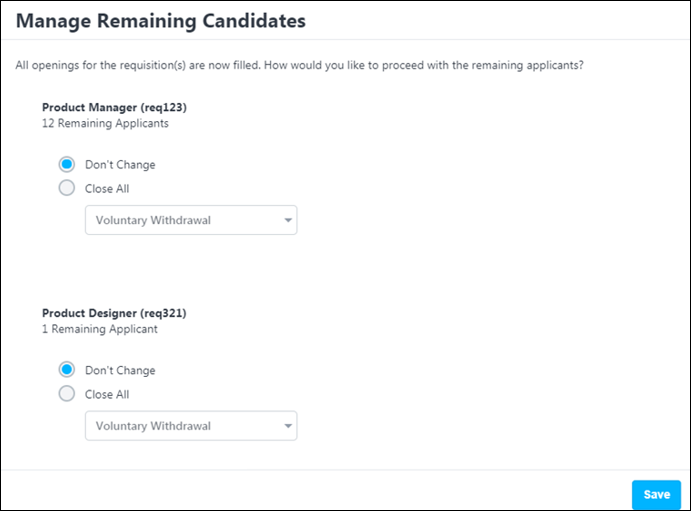 Manage Remaining Candidates
All openings for the requisition(s) are now filled. How would you like to proceed with the remaining applicants?
Product Manager (req123)
12 Remaining Applicants
Don't Change
Close All
Voluntary Withdrawal
Product Designer (req321)
1 Remaining Applicant
Don't Change
Close All
Voluntary Withdrawal
Save